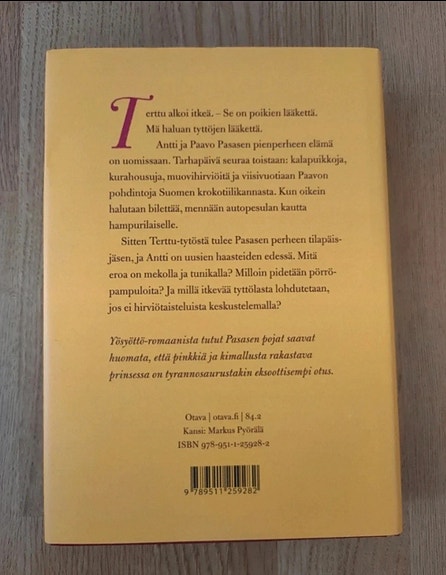 Terttu alkoi itkeä. – Se on poikien lääkettä.
Mä haluan tyttöjen lääkettä.
Antti ja Paavo Pasasen pienperheen elämä
on uomissaan. Tarhapäivä seuraa toistaan: kalapuikkoja,
kurahousuja, muovihirviöitä ja viisivuotiaan Paavon
pohdintoja Suomen krokotiilikannasta. Kun oikein
halutaan bilettää, mennään autopesulan kautta
hampurilaiselle.
Sitten Terttu-tytöstä tulee Pasasen perheen tilapäis-
jäsen, ja Antti on uusien haasteiden edessä. Mitä
eroa on mekolla ja tunikalla? Milloin pidetään pörrö-
pampuloita? Ja millä itkevää tyttölasta lohdutetaan,
jos ei hirviötaisteluista keskustelemalla?
Yösyöttö-romaanista tutut Pasasen pojat saavat
huomata, että pinkkiä ja kimallusta rakastava
prinsessa on tyrannosaurustakin eksoottisempi otus.
Otava | otava.fi | 84.2
Kansi: Markus Pyörälä
ISBN 978-951-1-25928-2
9 789511 259282